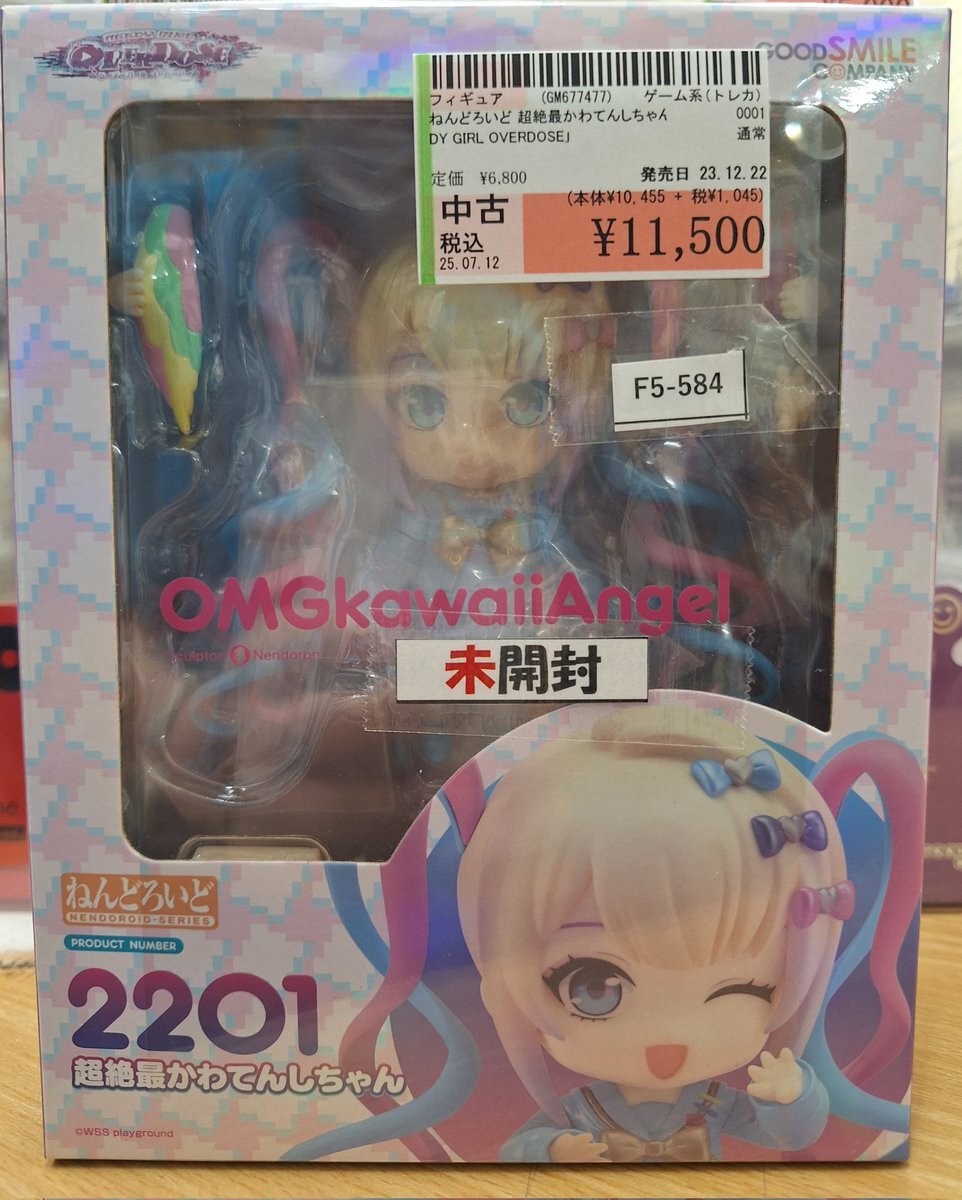 NEEDY GIRL
OVERDOSE
GOODSMILE
COMPANY
フィギュア (GM677477) ゲーム系(トレカ)
ねんどろいど 超絶最かわてんしちゃん 0001
DY GIRL OVERDOSE」 通常
定価 ¥6,800 発売日 23.12.22
(本体¥10,455 + 税¥1,045)
中古
税込 ¥11,500
25.07.12
F5-584
OMGkawaiiAngel
Sculptor Nendoron
未開封
ねんどろいど
NENDOROID-SERIES
PRODUCT NUMBER
2201
超絶最かわてんしちゃん
©WSS playground